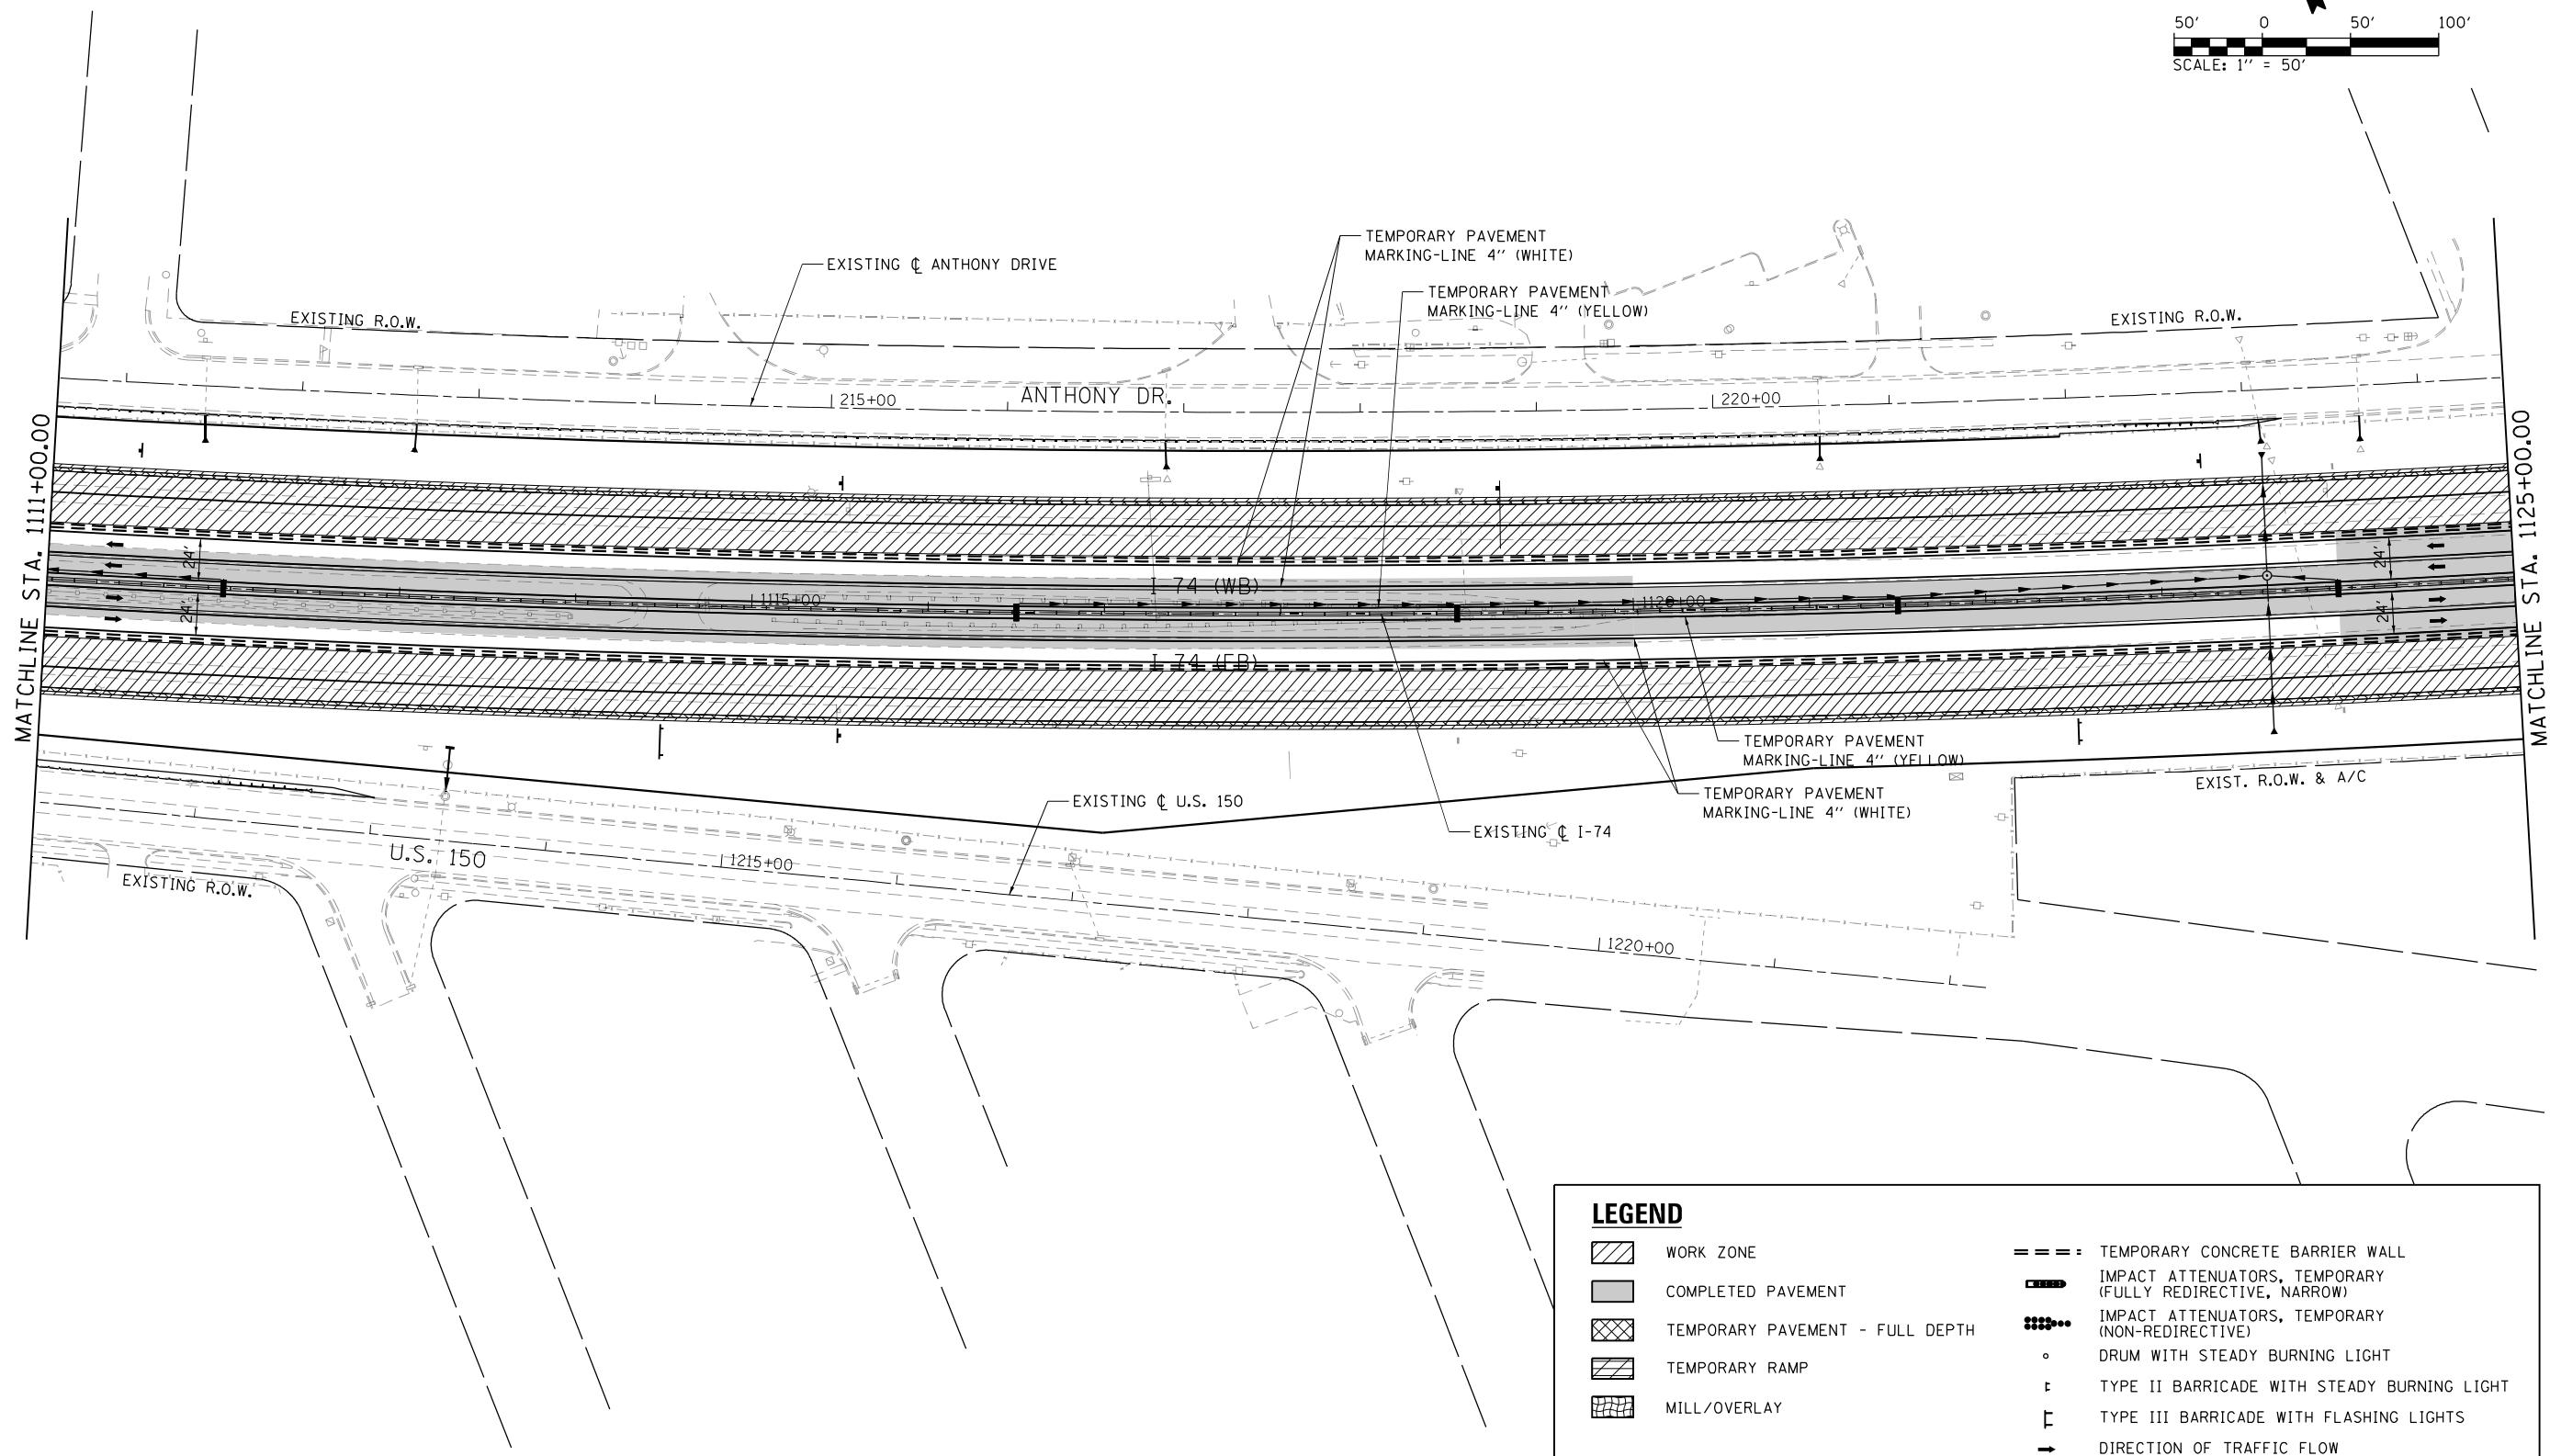 50' 0 50' 100'
SCALE: 1" = 50'
TEMPORARY PAVEMENT
MARKING-LINE 4" (WHITE)
EXISTING ℄ ANTHONY DRIVE
TEMPORARY PAVEMENT
MARKING-LINE 4" (YELLOW)
EXISTING R.O.W.
EXISTING R.O.W.
ANTHONY DR.
215+00
220+00
MATCHLINE STA. 1111+00.00
MATCHLINE STA. 1125+00.00
24'
24'
24'
24'
I-74 (WB)
1115+00
1120+00
I-74 (EB)
TEMPORARY PAVEMENT
MARKING-LINE 4" (YELLOW)
TEMPORARY PAVEMENT
MARKING-LINE 4" (WHITE)
EXIST. R.O.W. & A/C
EXISTING ℄ U.S. 150
EXISTING ℄ I-74
U.S. 150
1215+00
EXISTING R.O.W.
1220+00
LEGEND
WORK ZONE
COMPLETED PAVEMENT
TEMPORARY PAVEMENT - FULL DEPTH
TEMPORARY RAMP
MILL/OVERLAY
TEMPORARY CONCRETE BARRIER WALL
IMPACT ATTENUATORS, TEMPORARY
(FULLY REDIRECTIVE, NARROW)
IMPACT ATTENUATORS, TEMPORARY
(NON-REDIRECTIVE)
DRUM WITH STEADY BURNING LIGHT
TYPE II BARRICADE WITH STEADY BURNING LIGHT
TYPE III BARRICADE WITH FLASHING LIGHTS
DIRECTION OF TRAFFIC FLOW